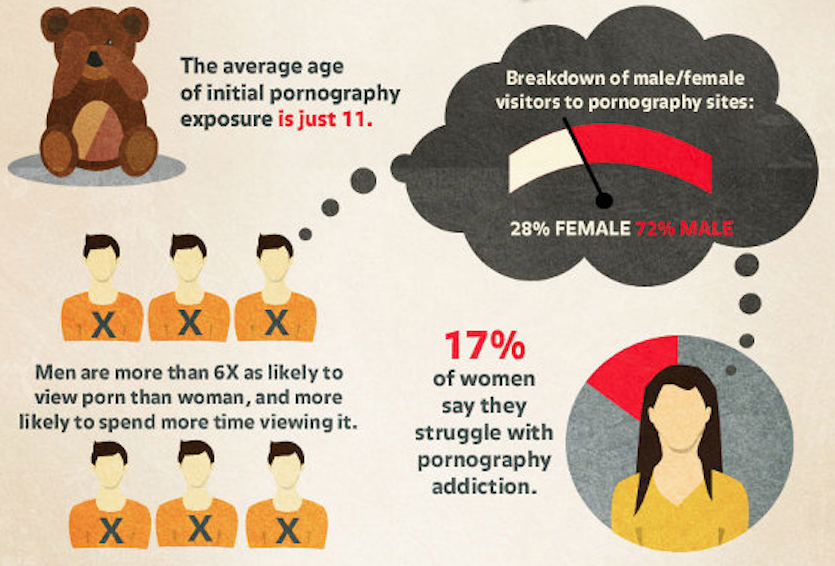 The average age
of initial pornography
exposure is just 11.
Breakdown of male/female
visitors to pornography sites:
28% FEMALE 72% MALE
X X X
Men are more than 6X as likely to
view porn than woman, and more
likely to spend more time viewing it.
X X X
17%
of women
say they
struggle with
pornography
addiction.